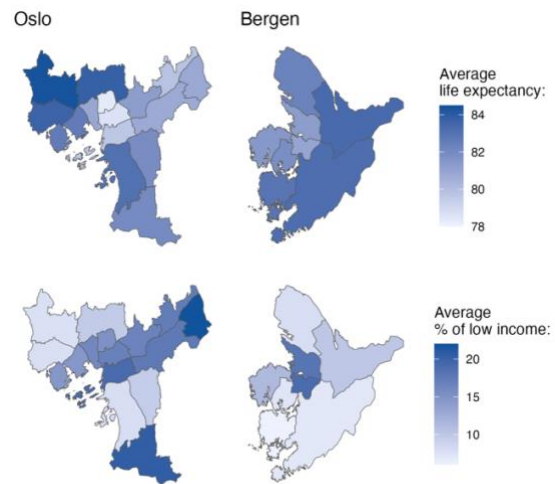 Oslo
Bergen
Average
life expectancy:
84
82
80
78
Average
% of low income:
20
15
10